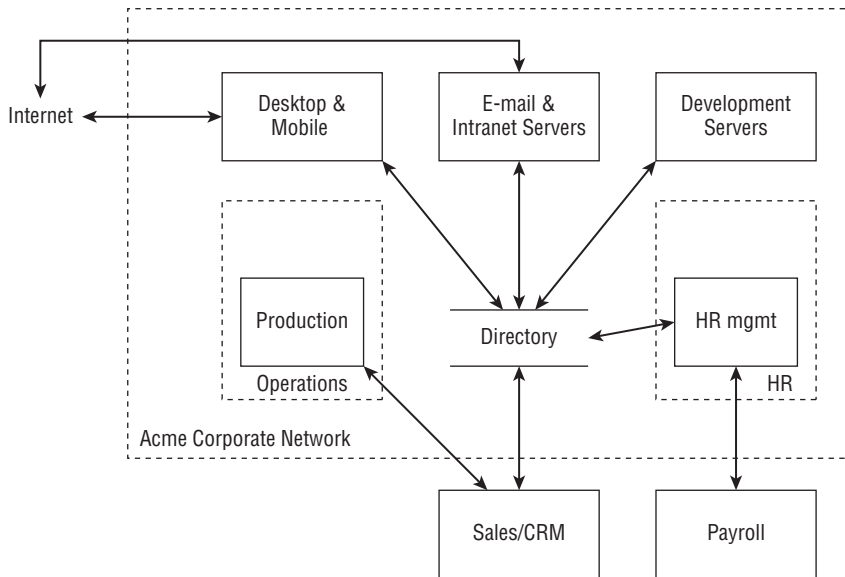 Internet
Desktop &
Mobile
E-mail &
Intranet Servers
Development
Servers
Production
Operations
Directory
HR mgmt
HR
Acme Corporate Network
Sales/CRM
Payroll